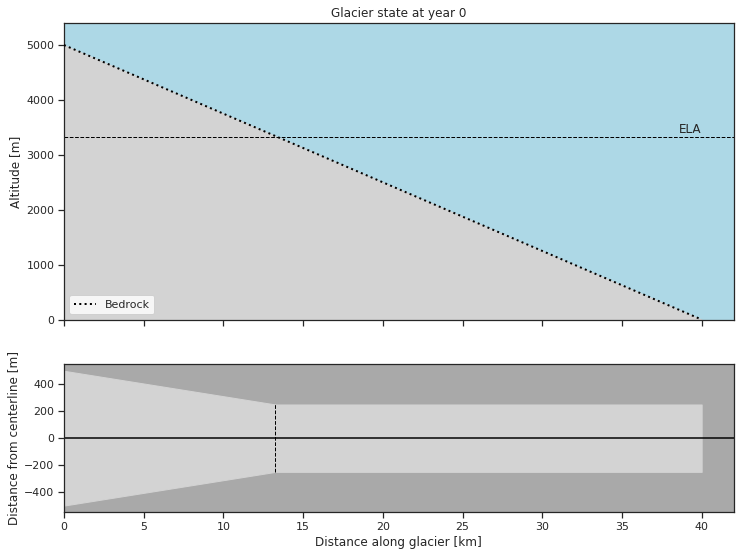 Glacier state at year 0
5000
4000
3000
2000
1000
0
Altitude [m]
ELA
Bedrock
400
200
0
−200
−400
Distance from centerline [m]
0 5 10 15 20 25 30 35 40
Distance along glacier [km]